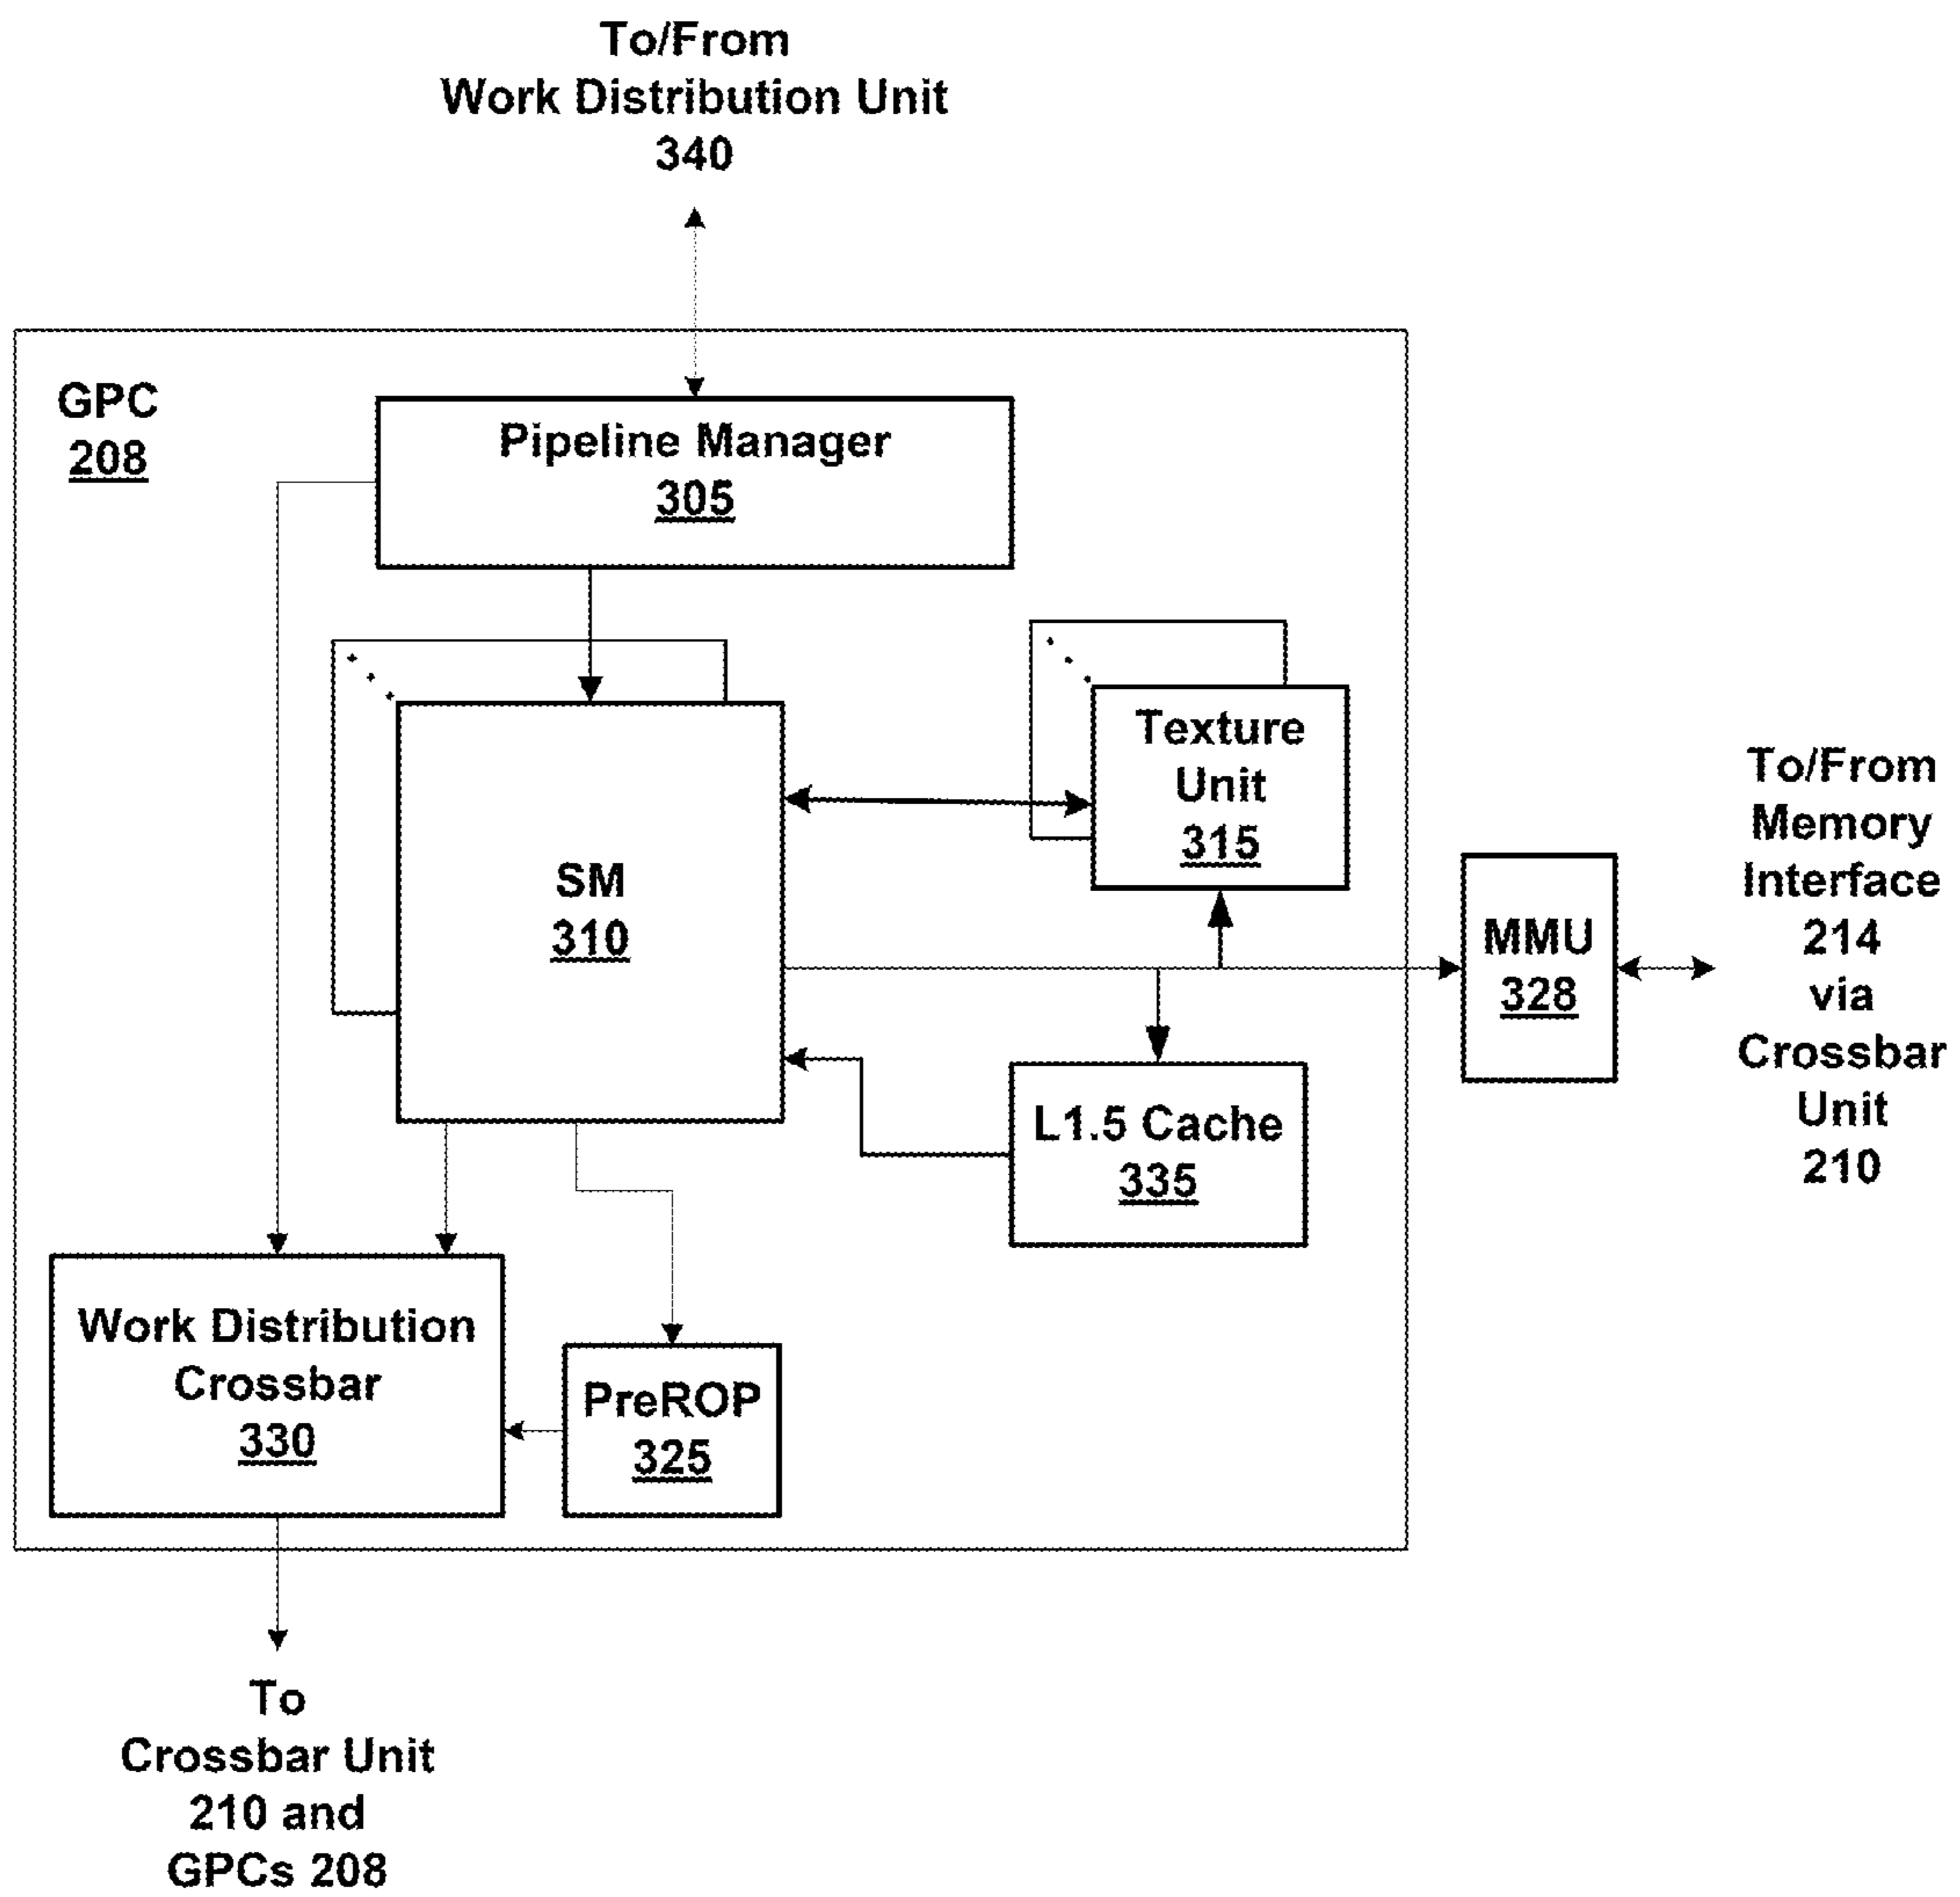 To/From
Work Distribution Unit
340
GPC
208
Pipeline Manager
305
Texture
Unit
315
SM
310
To/From
Memory
Interface
214
via
Crossbar
Unit
210
MMU
328
L1.5 Cache
335
Work Distribution
Crossbar
330
PreROP
325
To
Crossbar Unit
210 and
GPCs 208